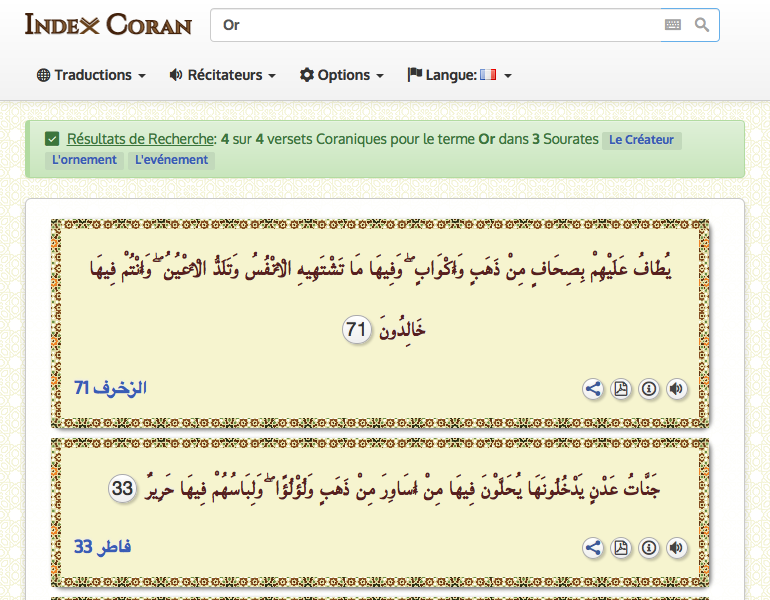 Index Coran
Or
Traductions
Récitateurs
Options
Langue:
Résultats de Recherche: 4 sur 4 versets Coraniques pour le terme Or dans 3 Sourates Le Créateur
L'ornement L'evénement
يُطَافُ عَلَيْهِمْ بِصِحَافٍ مِنْ ذَهَبٍ وَأَكْوَابٍ ۖ وَفِيهَا مَا تَشْتَهِيهِ الْأَنْفُسُ وَتَلَذُّ الْأَعْيُنُ ۖ وَأَنْتُمْ فِيهَا
خَالِدُونَ 71
الزخرف 71
جَنَّاتُ عَدْنٍ يَدْخُلُونَهَا يُحَلَّوْنَ فِيهَا مِنْ أَسَاوِرَ مِنْ ذَهَبٍ وَلُؤْلُؤًا ۖ وَلِبَاسُهُمْ فِيهَا حَرِيرٌ 33
فاطر 33